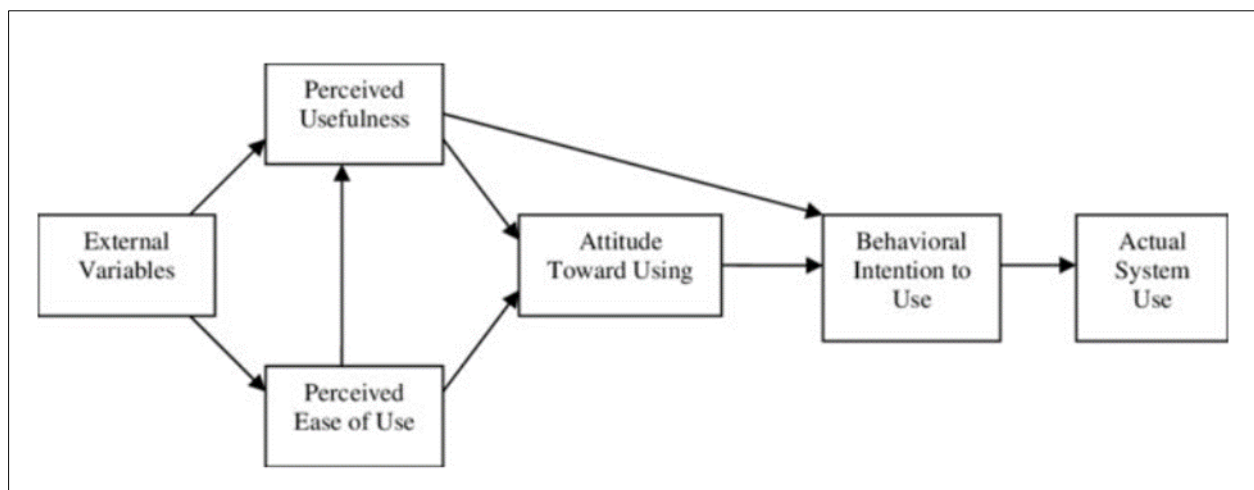 Perceived
Usefulness
External
Variables
Attitude
Toward Using
Behavioral
Intention to
Use
Actual
System
Use
Perceived
Ease of Use